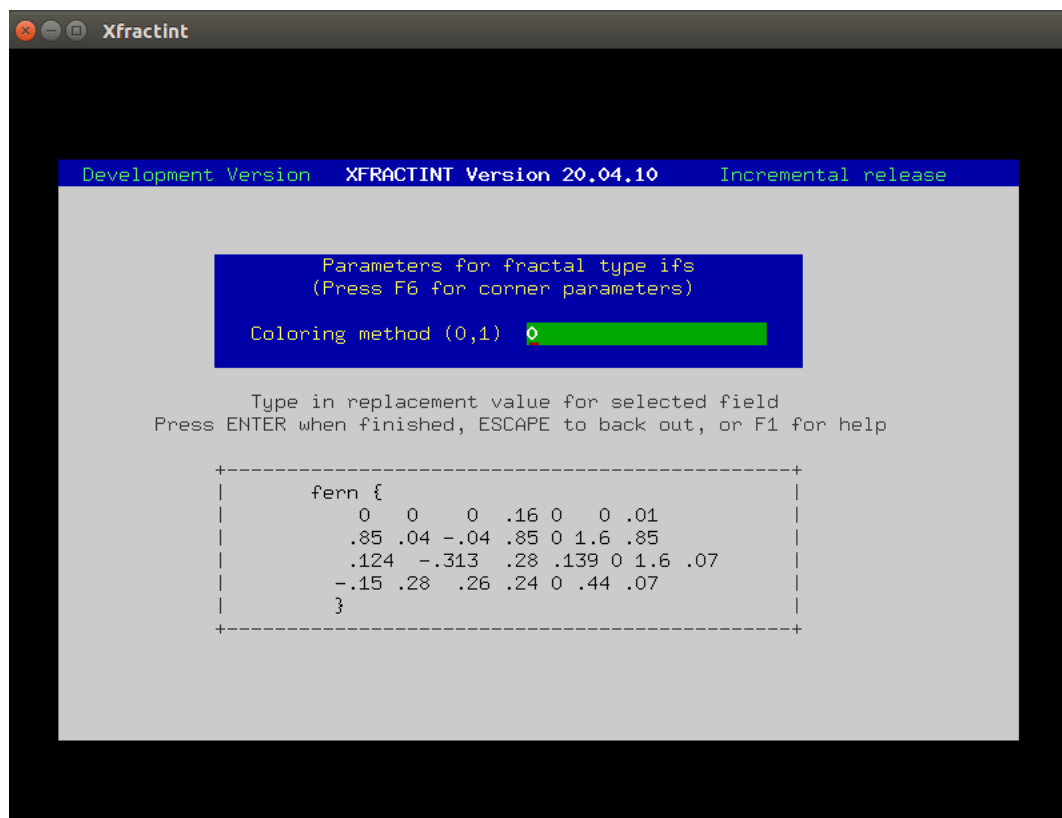 Xfractint
Development Version XFRACTINT Version 20.04.10 Incremental release
Parameters for fractal type ifs
(Press F6 for corner parameters)
Coloring method (0,1) 0
Type in replacement value for selected field
Press ENTER when finished, ESCAPE to back out, or F1 for help
+-----------------------------------------------+
| fern { |
| 0 0 0 .16 0 0 .01 |
| .85 .04 -.04 .85 0 1.6 .85 |
| .124 -.313 .28 .139 0 1.6 .07 |
| -.15 .28 .26 .24 0 .44 .07 |
| } |
+-----------------------------------------------+